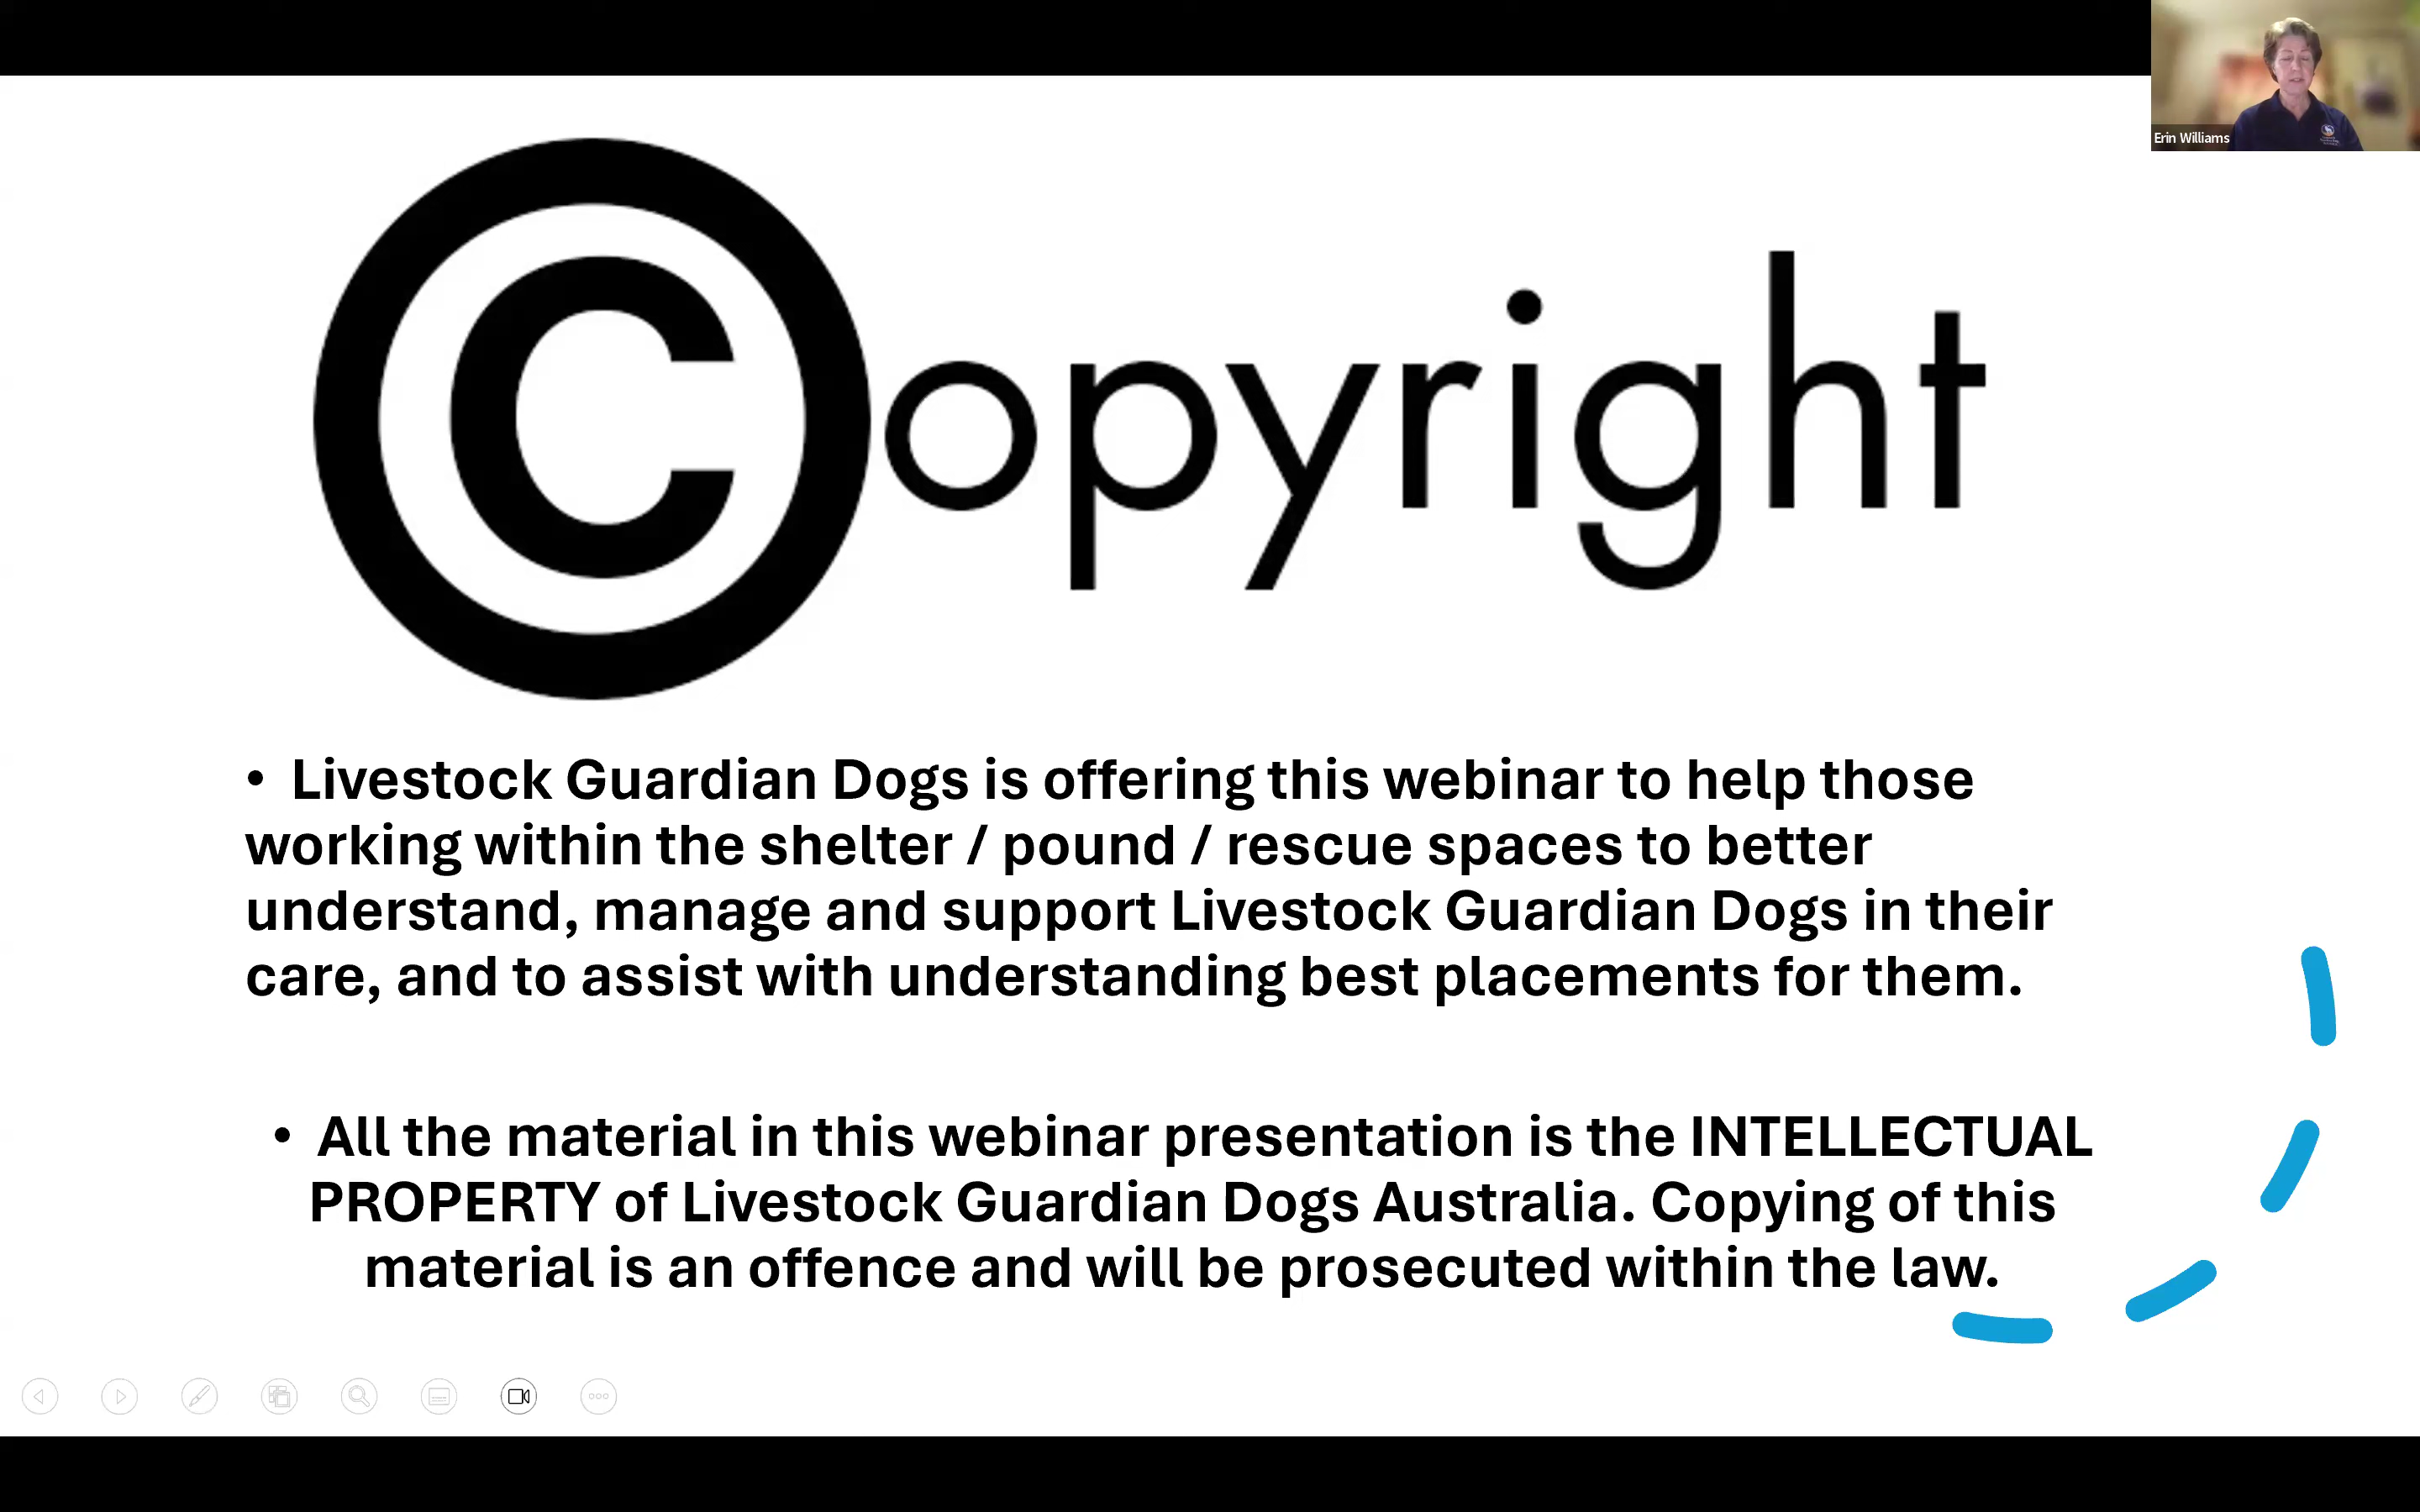 Erin Williams
©opyright
• Livestock Guardian Dogs is offering this webinar to help those
working within the shelter / pound / rescue spaces to better
understand, manage and support Livestock Guardian Dogs in their
care, and to assist with understanding best placements for them.
• All the material in this webinar presentation is the INTELLECTUAL
PROPERTY of Livestock Guardian Dogs Australia. Copying of this
material is an offence and will be prosecuted within the law.